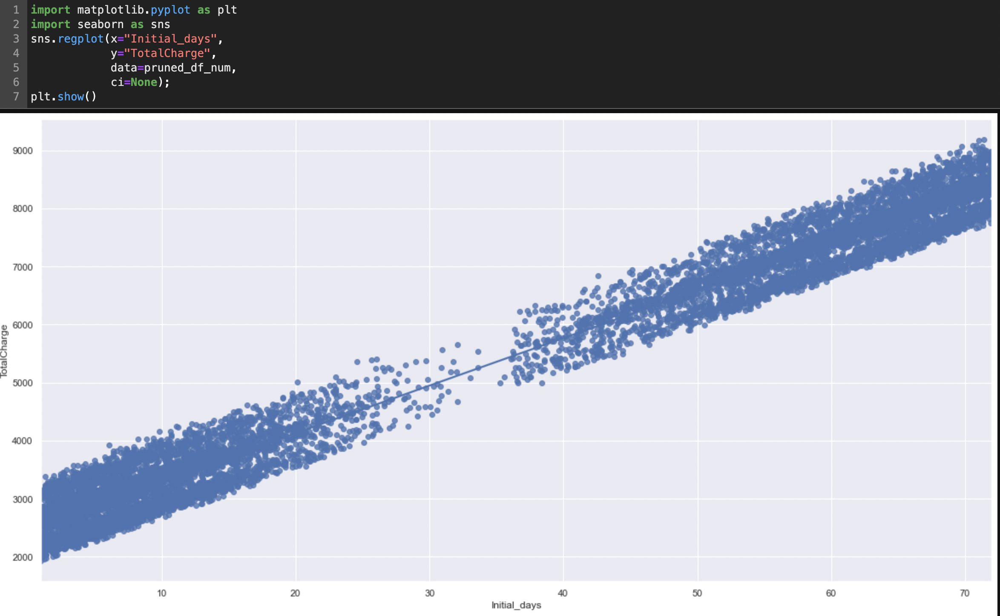 1 import matplotlib.pyplot as plt
2 import seaborn as sns
3 sns.regplot(x="Initial_days",
4             y="TotalCharge",
5             data=pruned_df_num,
6             ci=None);
7 plt.show()
9000
8000
7000
6000
TotalCharge
5000
4000
3000
2000
10 20 30 40 50 60 70
Initial_days